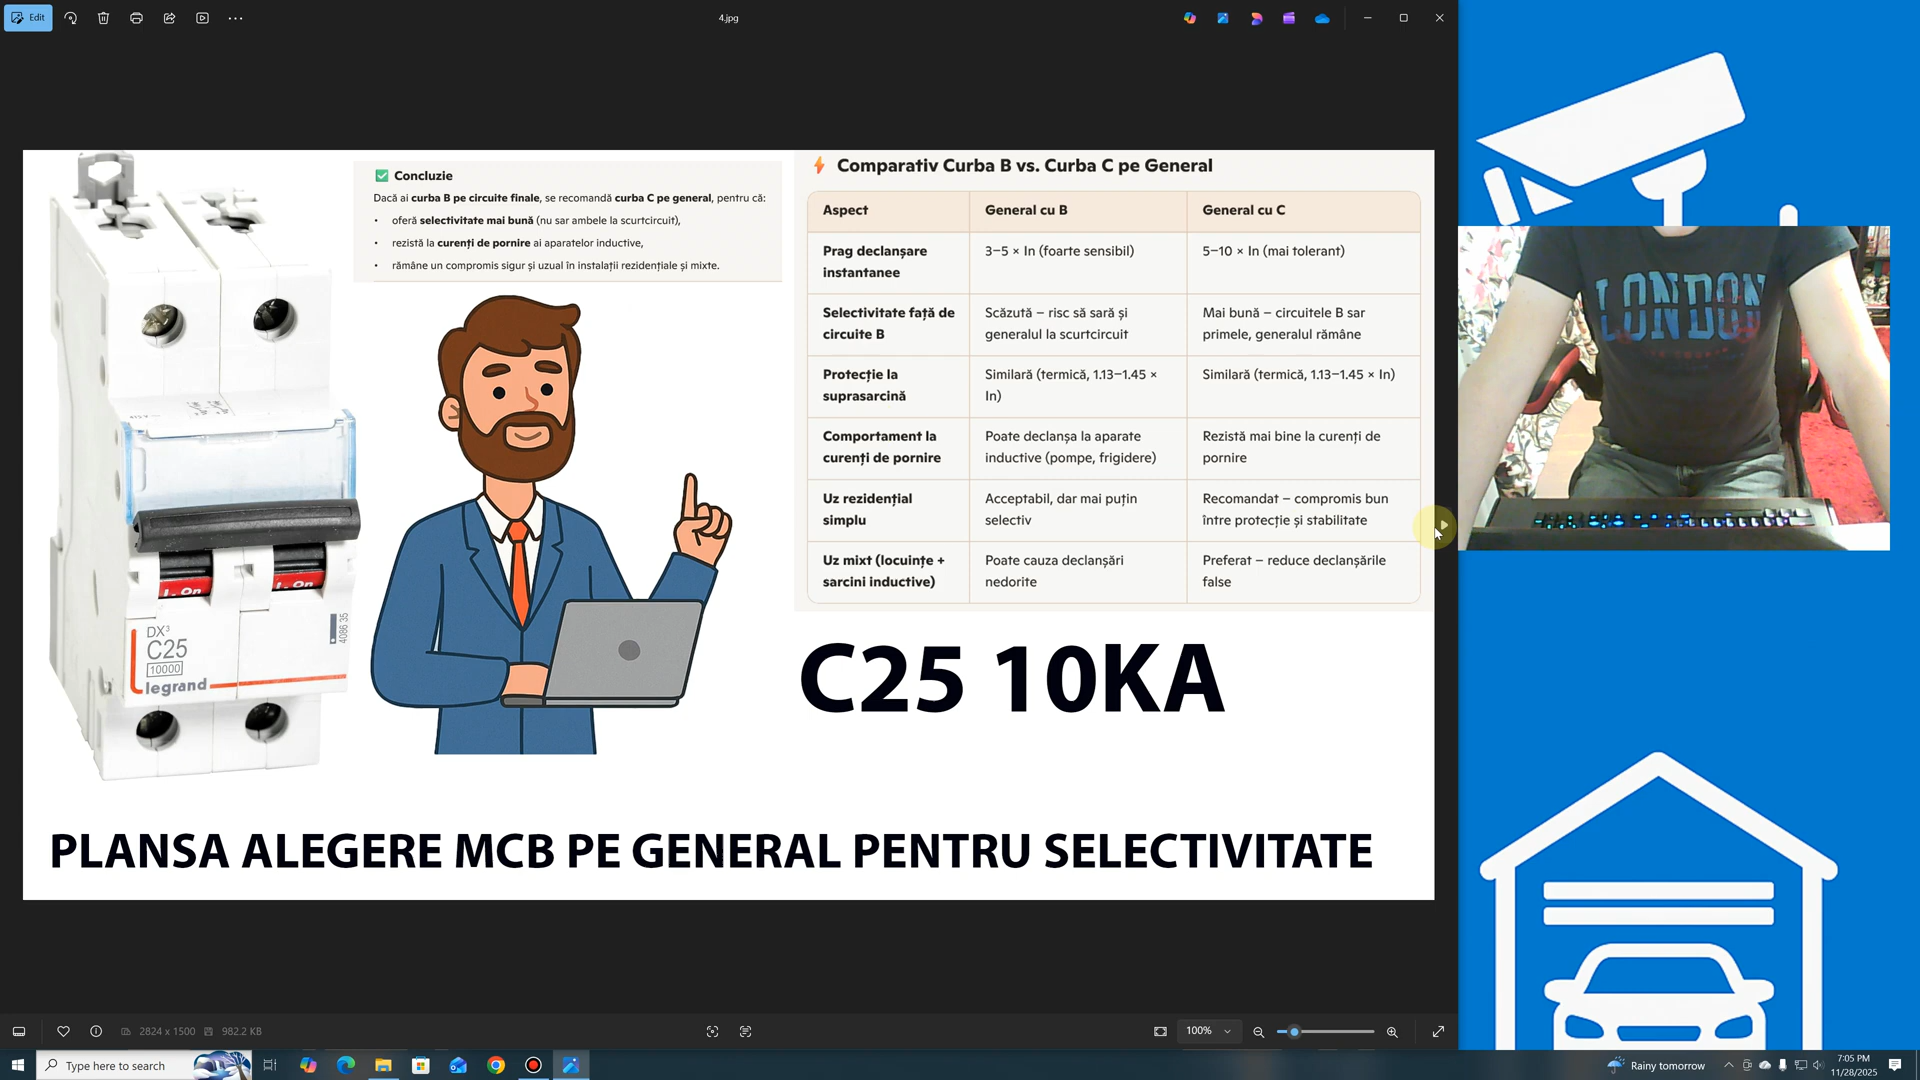 Edit
4.jpg
Concluzie
Dacă ai curba B pe circuite finale, se recomandă curba C pe general, pentru că:
• oferă selectivitate mai bună (nu sar ambele la scurtcircuit),
• rezistă la curenți de pornire ai aparatelor inductive,
• rămâne un compromis sigur și uzual în instalații rezidențiale și mixte.
Comparativ Curba B vs. Curba C pe General
Aspect General cu B General cu C
Prag declanșare instantanee
3–5 × In (foarte sensibil)
5–10 × In (mai tolerant)
Selectivitate față de circuite B
Scăzută – risc să sară și generalul la scurtcircuit
Mai bună – circuitele B sar primele, generalul rămâne
Protecție la suprasarcină
Similară (termică, 1.13–1.45 × In)
Similară (termică, 1.13–1.45 × In)
Comportament la curenți de pornire
Poate declanșa la aparate inductive (pompe, frigidere)
Rezistă mai bine la curenți de pornire
Uz rezidențial simplu
Acceptabil, dar mai puțin selectiv
Recomandat – compromis bun între protecție și stabilitate
Uz mixt (locuințe + sarcini inductive)
Poate cauza declanșări nedorite
Preferat – reduce declanșările false
I. On
I. On
DX³
C25
10000
legrand
4086 35
C25 10KA
PLANSA ALEGERE MCB PE GENERAL PENTRU SELECTIVITATE
LONDON
2824 x 1500
982.2 KB
100%
Type here to search
Rainy tomorrow
7:05 PM
11/28/2025